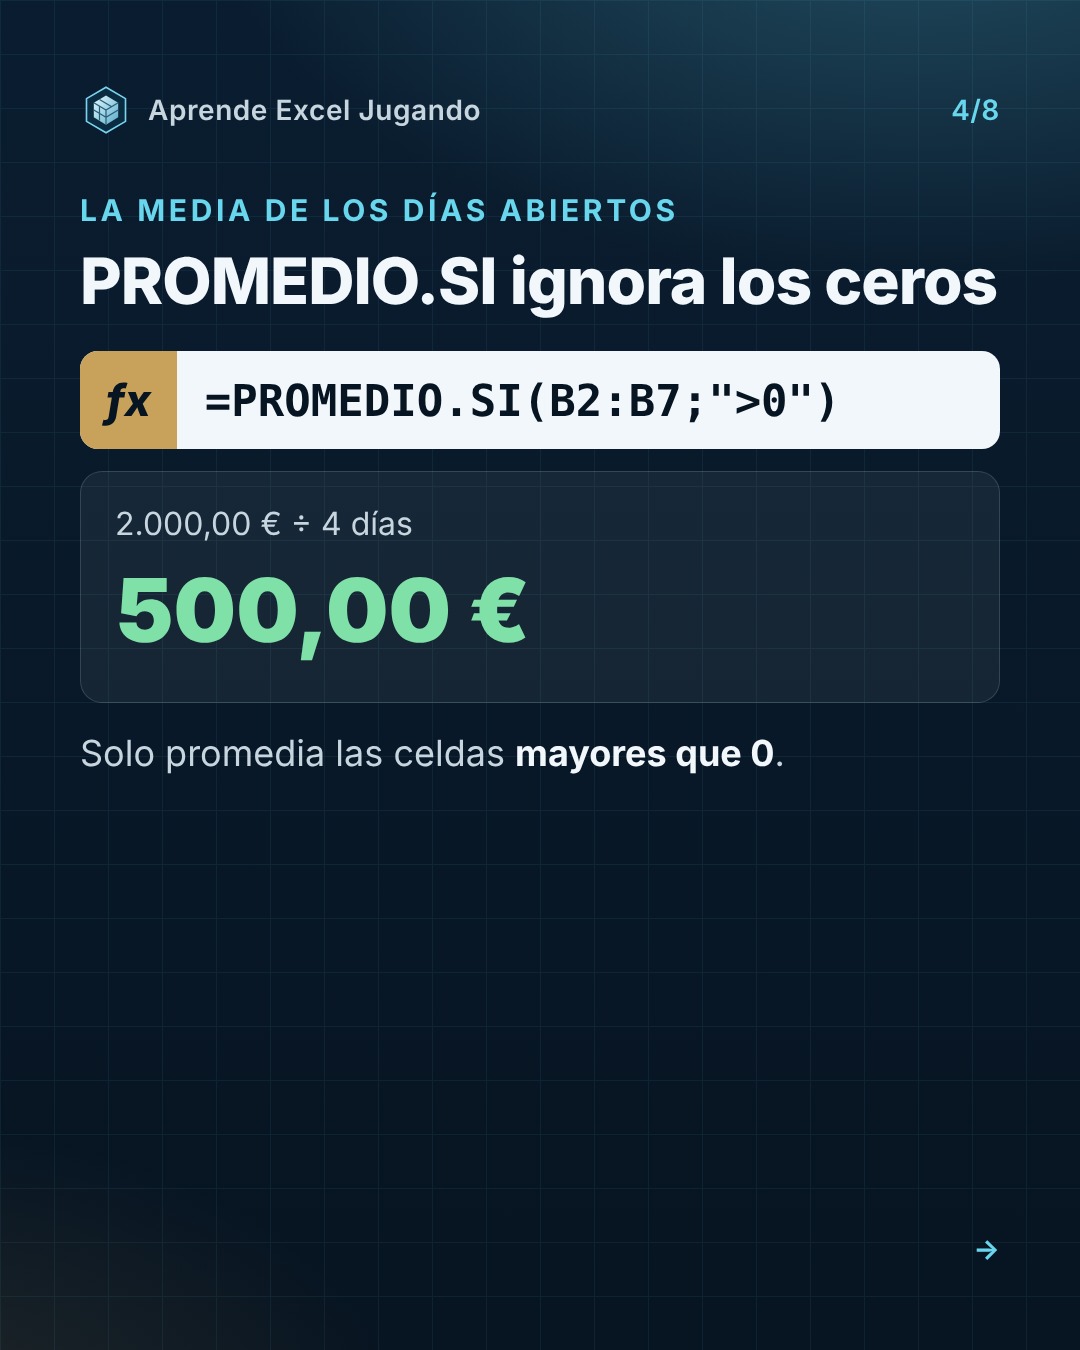 Aprende Excel Jugando
4/8
LA MEDIA DE LOS DÍAS ABIERTOS
PROMEDIO.SI ignora los ceros
fx =PROMEDIO.SI(B2:B7;">0")
2.000,00 € ÷ 4 días
500,00 €
Solo promedia las celdas mayores que 0.
→